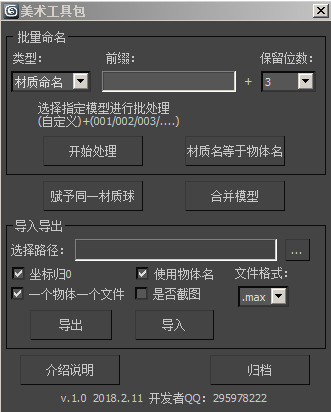 美术工具包
批量命名
类型: 前缀: 保留位数:
材质命名 + 3
选择指定模型进行批处理
(自定义)+(001/002/003/....)
开始处理 材质名等于物体名
赋予同一材质球 合并模型
导入导出
选择路径: ...
坐标归0 使用物体名 文件格式:
一个物体一个文件 是否截图 .max
导出 导入
介绍说明 归档
v.1.0 2018.2.11 开发者QQ: 295978222